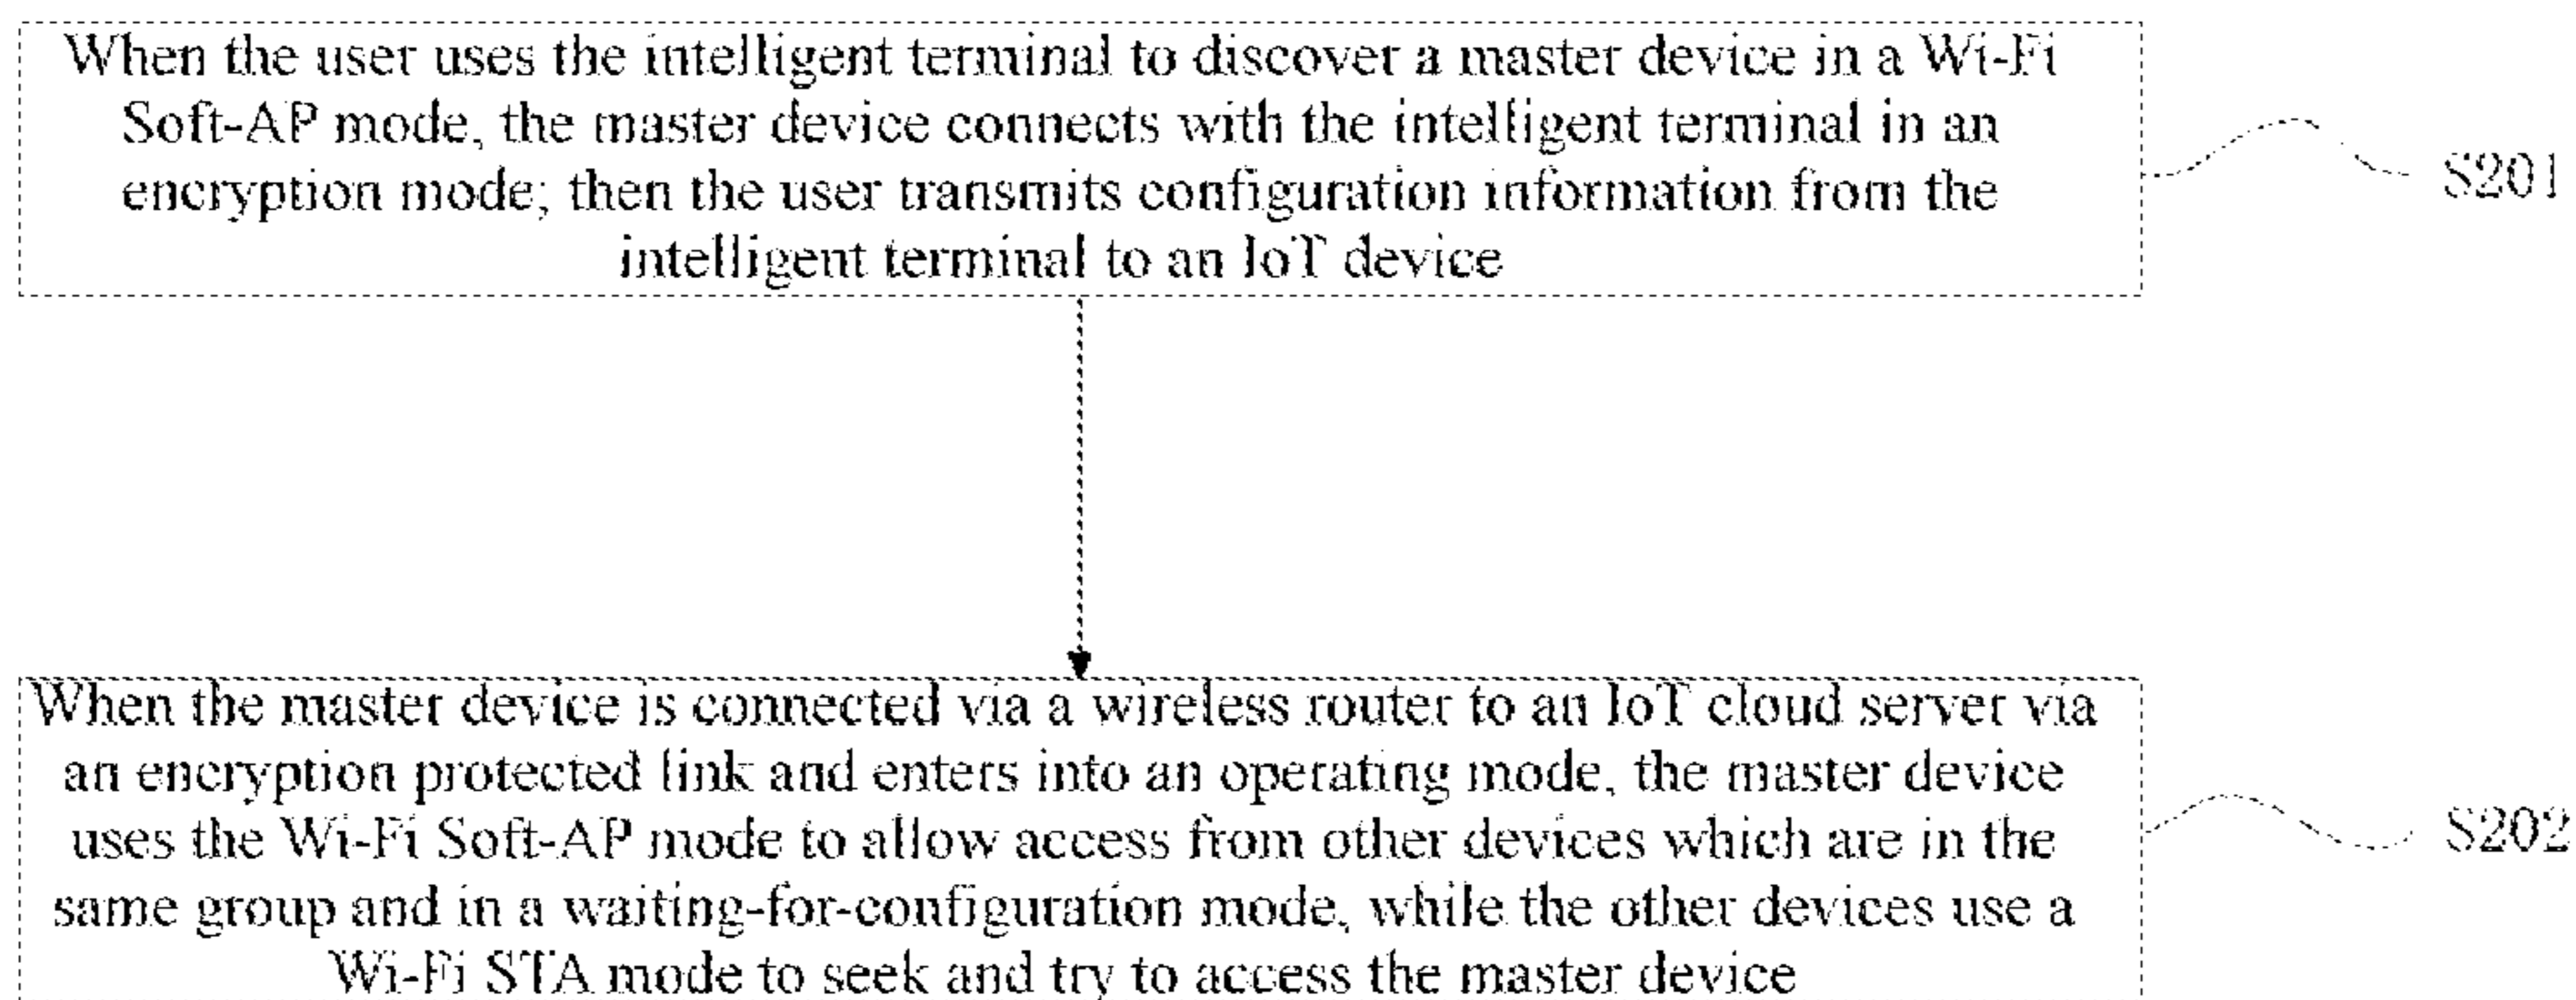 When the user uses the intelligent terminal to discover a master device in a Wi-Fi
Soft-AP mode, the master device connects with the intelligent terminal in an
encryption mode; then the user transmits configuration information from the
intelligent terminal to an IoT device
S201
When the master device is connected via a wireless router to an IoT cloud server via
an encryption protected link and enters into an operating mode, the master device
uses the Wi-Fi Soft-AP mode to allow access from other devices which are in the
same group and in a waiting-for-configuration mode, while the other devices use a
Wi-Fi STA mode to seek and try to access the master device
S202